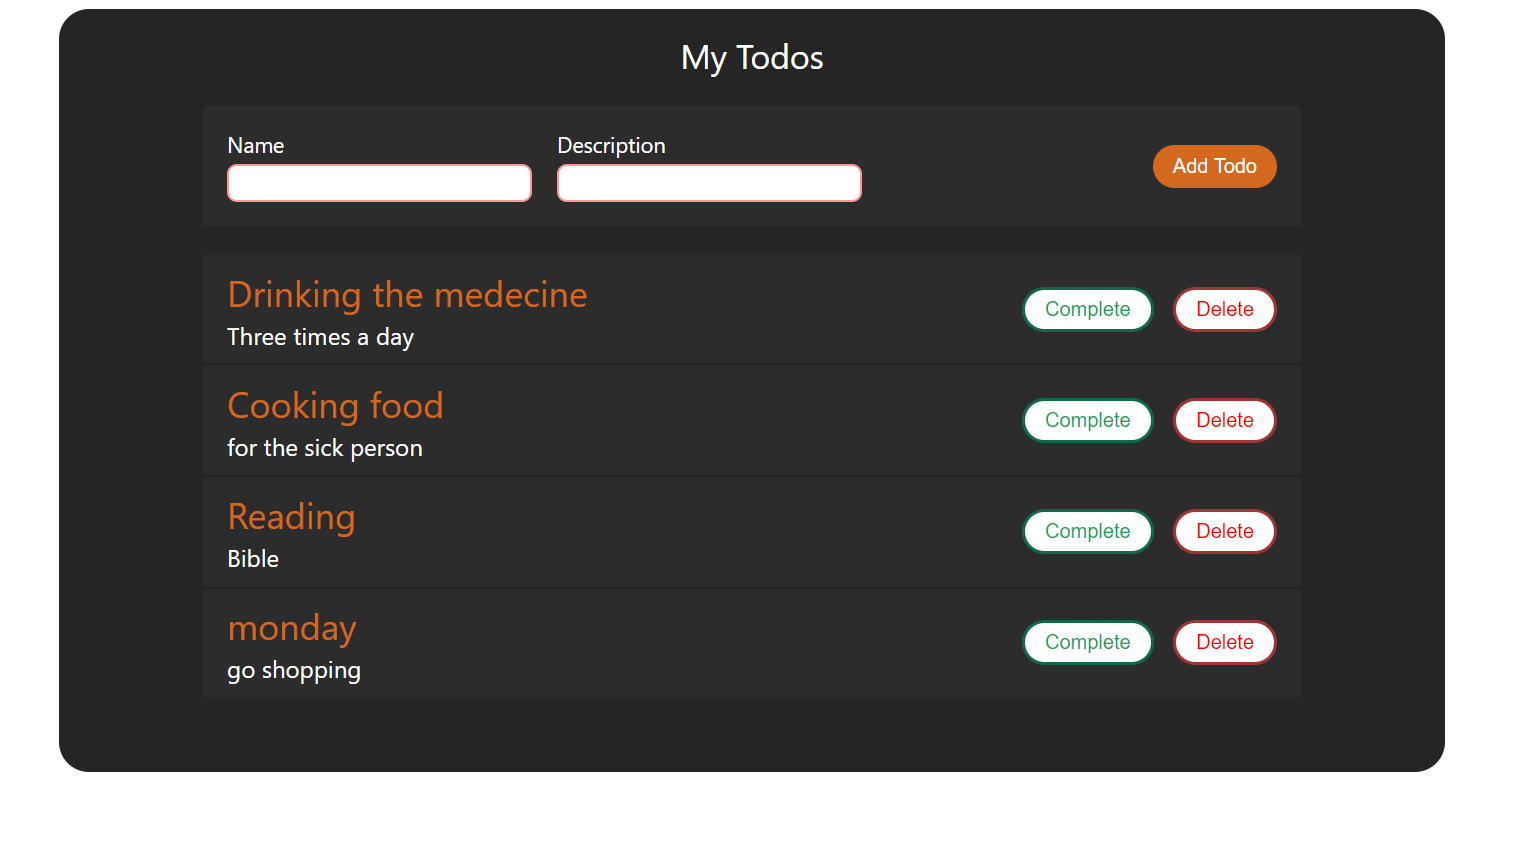 My Todos
Name
Description
Add Todo
Drinking the medecine
Three times a day
Complete
Delete
Cooking food
for the sick person
Complete
Delete
Reading
Bible
Complete
Delete
monday
go shopping
Complete
Delete